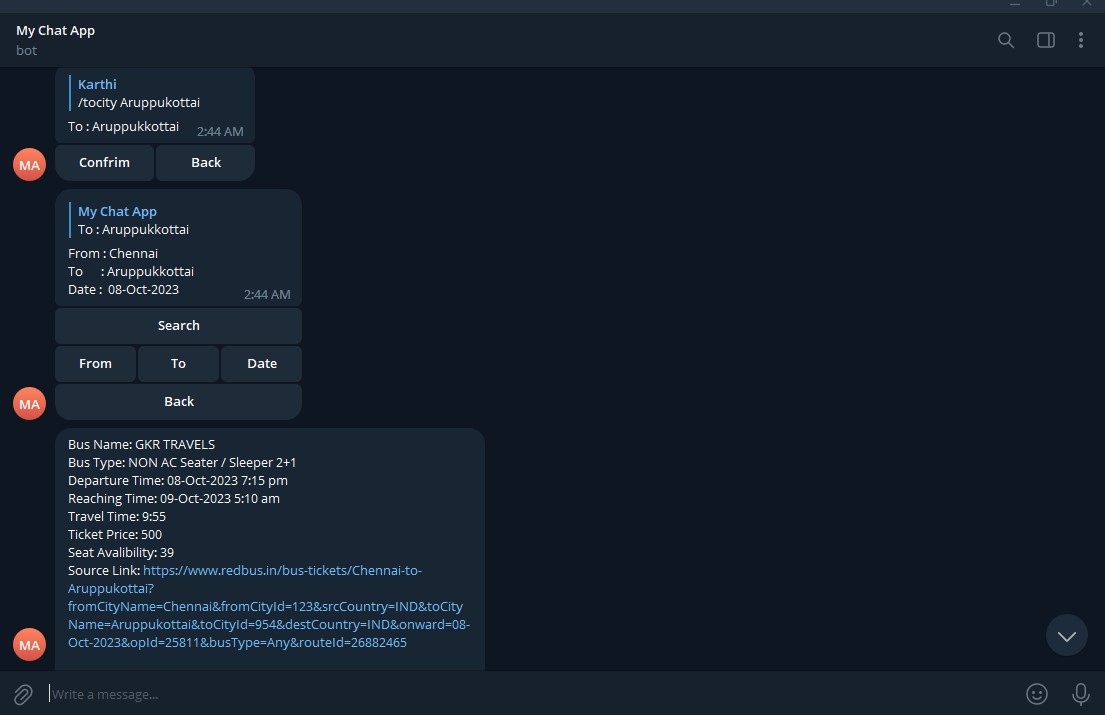 My Chat App
bot
Karthi
/tocity Aruppukottai
To : Aruppukkottai
2:44 AM
MA
Confrim
Back
My Chat App
To : Aruppukkottai
From : Chennai
To : Aruppukkottai
Date : 08-Oct-2023
2:44 AM
Search
From
To
Date
MA
Back
Bus Name: GKR TRAVELS
Bus Type: NON AC Seater / Sleeper 2+1
Departure Time: 08-Oct-2023 7:15 pm
Reaching Time: 09-Oct-2023 5:10 am
Travel Time: 9:55
Ticket Price: 500
Seat Avalibility: 39
Source Link: https://www.redbus.in/bus-tickets/Chennai-to-
Aruppukottai?
fromCityName=Chennai&fromCityId=123&srcCountry=IND&toCity
Name=Aruppukottai&toCityId=954&destCountry=IND&onward=08-
Oct-2023&opId=25811&busType=Any&routeId=26882465
MA
Write a message...